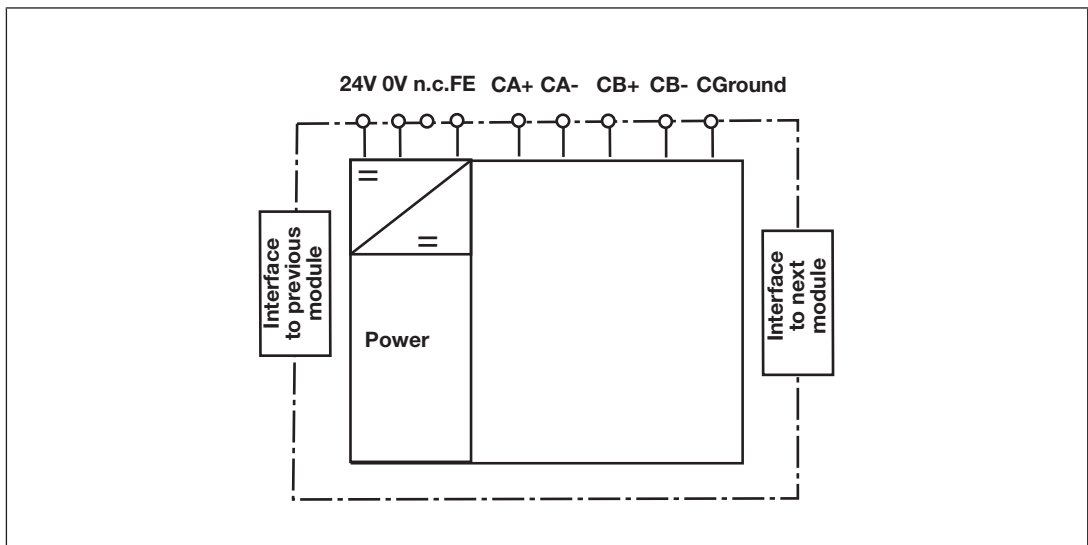 24V 0V n.c.FE CA+ CA- CB+ CB- CGround
Interface
to previous
module
Power
Interface
to next
module